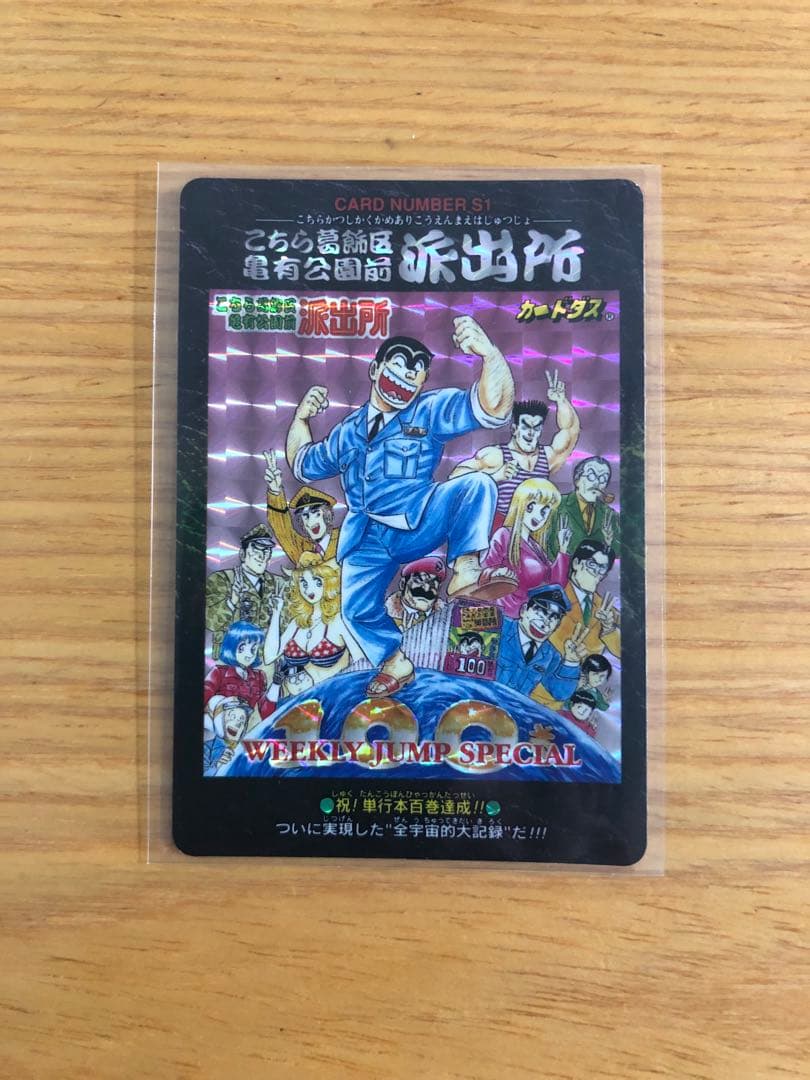 CARD NUMBER S1
こちらかつしかくかめありこうえんまえはしゅつじょ
こちら葛飾区
亀有公園前 派出所
こちら葛飾区
亀有公園前 派出所
カードダス®
100
100
WEEKLY JUMP SPECIAL
しゅく たんこうぼんひゃっかんたっせい
祝!単行本百巻達成!!
じつげん ぜんうちゅうてきだいきろく
ついに実現した"全宇宙的大記録"だ!!!